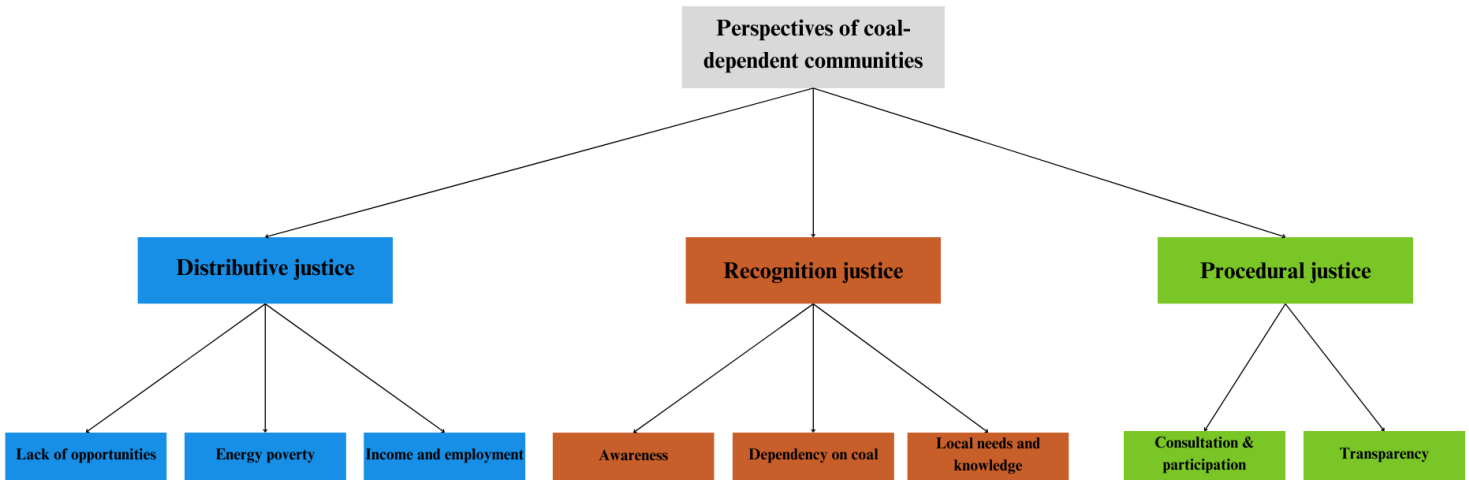 Perspectives of coal-
dependent communities
Distributive justice
Recognition justice
Procedural justice
Lack of opportunities
Energy poverty
Income and employment
Awareness
Dependency on coal
Local needs and
knowledge
Consultation &
participation
Transparency